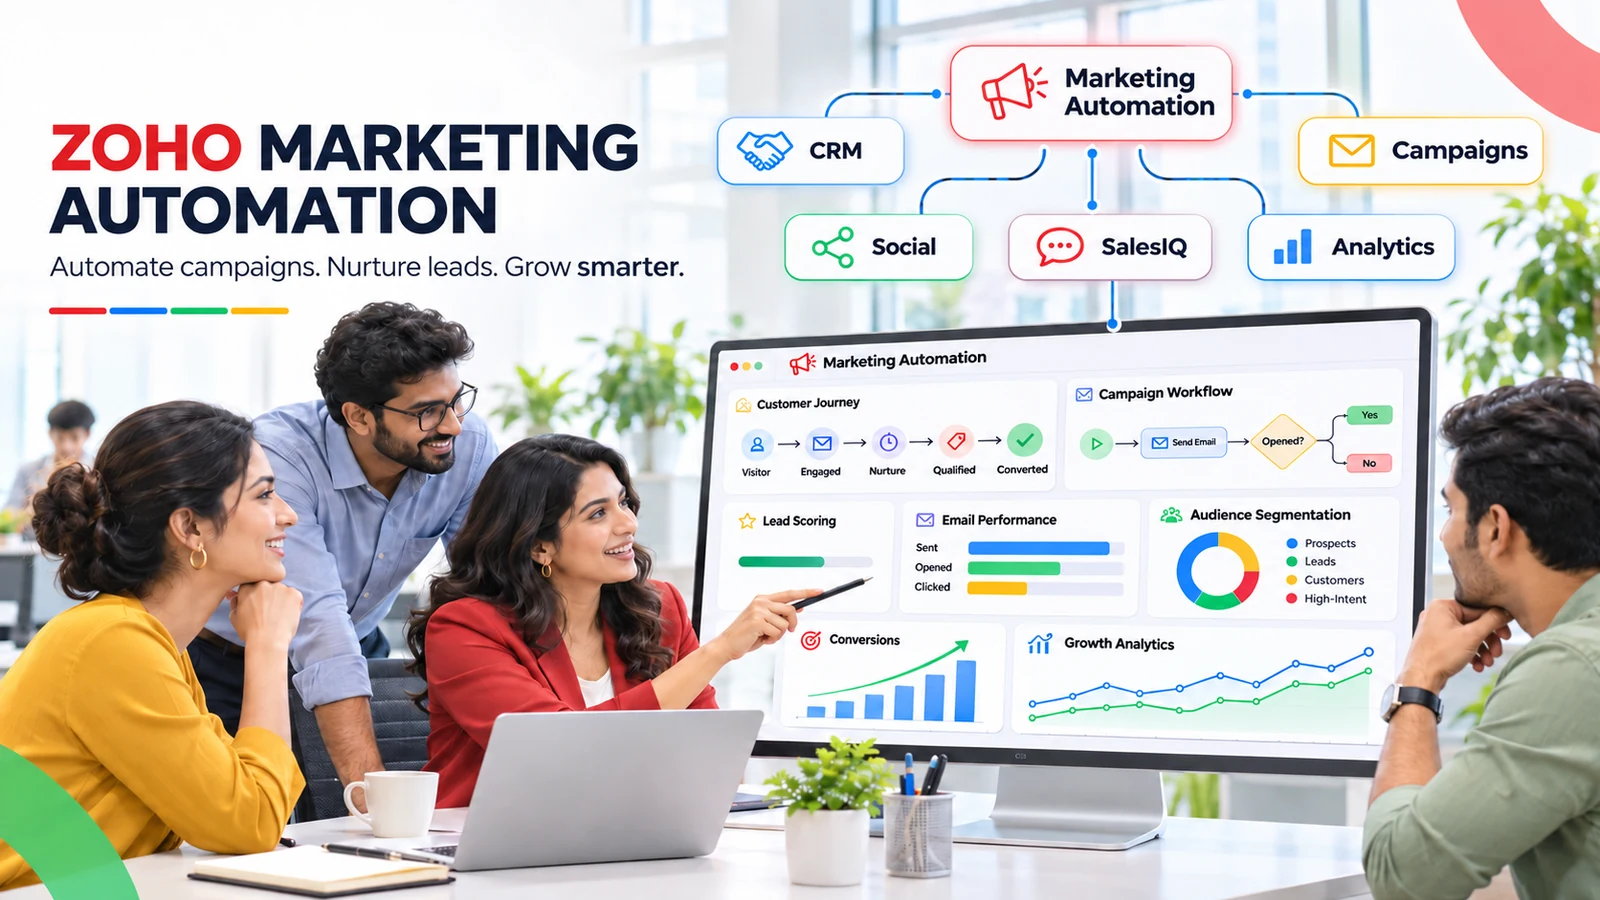 ZOHO MARKETING
AUTOMATION
Automate campaigns. Nurture leads. Grow smarter.
Marketing
Automation
CRM
Campaigns
Social
SalesIQ
Analytics
Marketing Automation
Customer Journey
Visitor
Engaged
Nurture
Qualified
Converted
Campaign Workflow
Send Email
Opened?
Yes
No
Lead Scoring
Email Performance
Sent
Opened
Clicked
Audience Segmentation
Prospects
Leads
Customers
High-Intent
Conversions
Growth Analytics